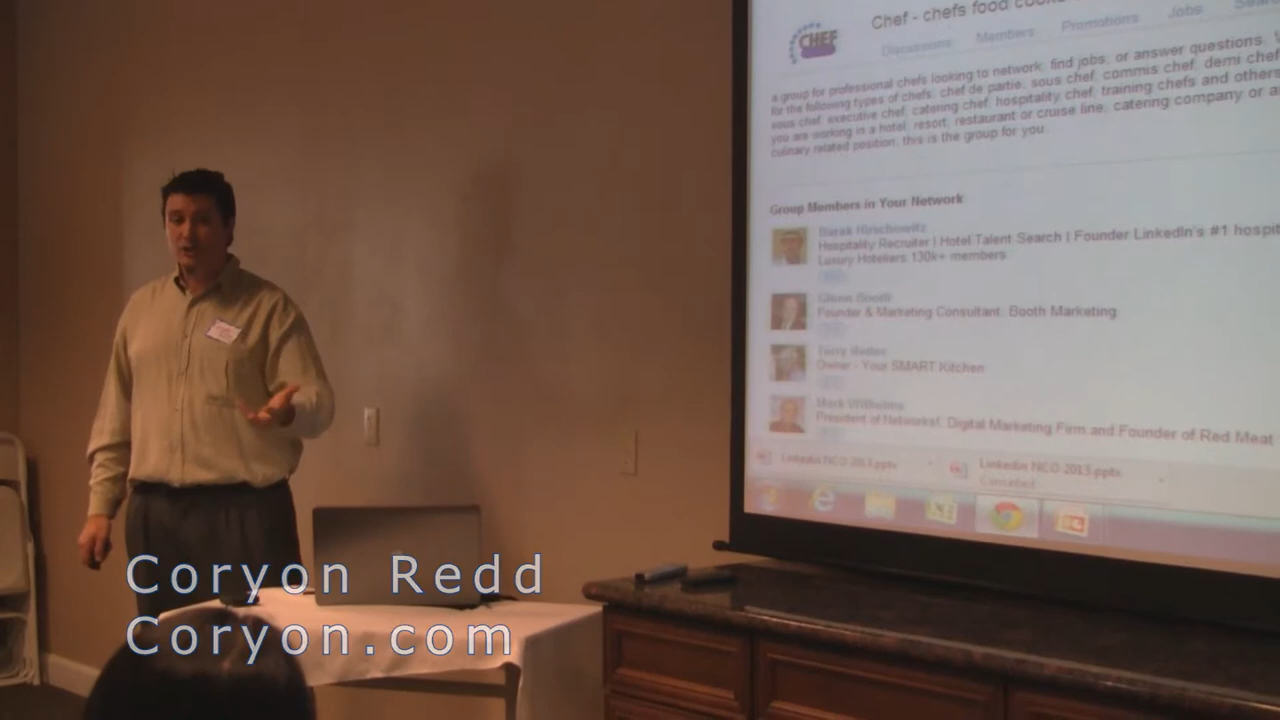 Chef - chefs food
CHEF
Discussions Members Promotions Jobs
a group for professional chefs looking to network, find jobs, or answer questions.
for the following types of chefs: chef de partie, sous chef, commis chef, demi chef
sous chef, executive chef, catering chef, hospitality chef, training chefs and others
you are working in a hotel, resort, restaurant or cruise line, catering company or a
culinary related position, this is the group for you.
Group Members in Your Network
Barak Hirschowitz
Hospitality Recruiter | Hotel Talent Search | Founder LinkedIn's #1 hospit
Luxury Hoteliers 130k+ members
Glenn Booth
Founder & Marketing Consultant, Booth Marketing
Terry
Owner - Your SMART Kitchen
Mark Wilhelms
President of Networks!, Digital Marketing Firm and Founder of Red Meat
Linkedin NCO 2013.pptx
Linkedin NCO 2013.pptx
Canceled
Coryon Redd
Coryon.com